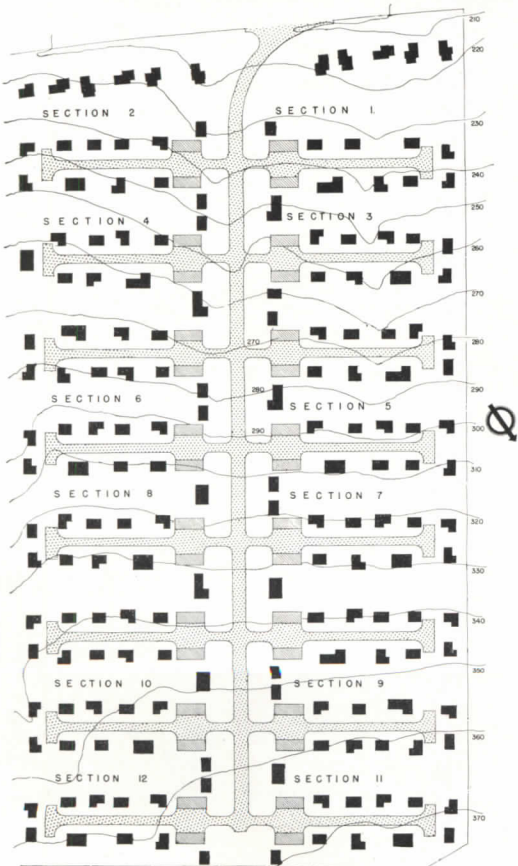 210
220
SECTION 2
SECTION 1.
230
240
250
SECTION 4
SECTION 3
260
270
270
280
280
290
SECTION 6
SECTION 5
290
300
310
SECTION 8
SECTION 7
320
330
340
350
SECTION 10
SECTION 9
360
SECTION 12
SECTION 11
370